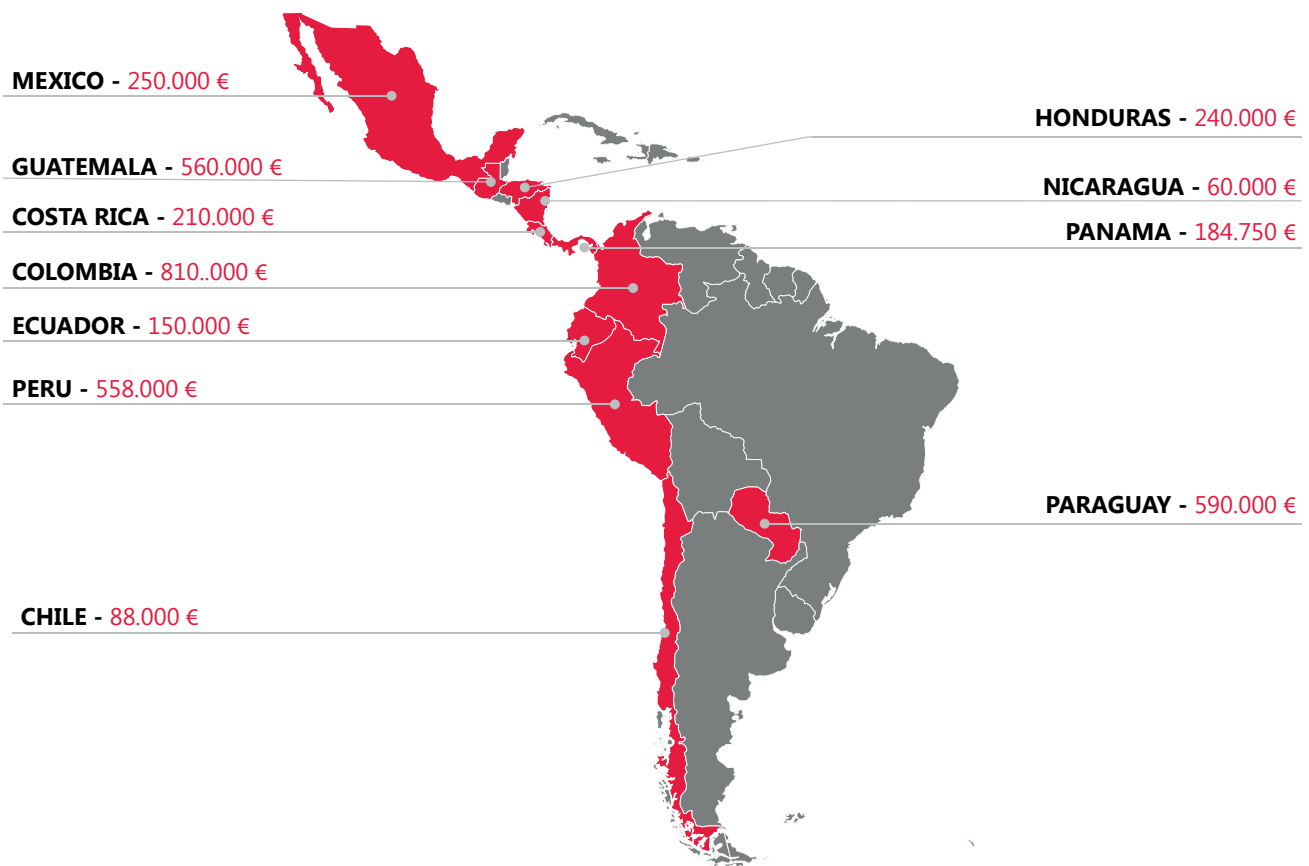 MEXICO - 250.000 €
GUATEMALA - 560.000 €
COSTA RICA - 210.000 €
COLOMBIA - 810..000 €
ECUADOR - 150.000 €
PERU - 558.000 €
CHILE - 88.000 €
HONDURAS - 240.000 €
NICARAGUA - 60.000 €
PANAMA - 184.750 €
PARAGUAY - 590.000 €